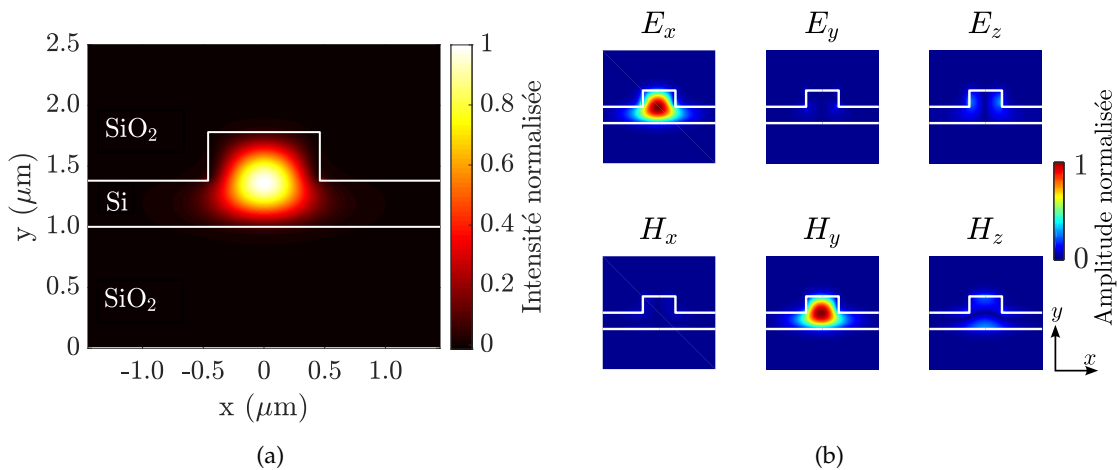 2.5
2.0
1.5
1.0
0.5
0
y (μm)
SiO2
Si
SiO2
-1.0 -0.5 0 0.5 1.0
x (μm)
1
0.8
0.6
0.4
0.2
0
Intensité normalisée
(a)
Ex Ey Ez
Hx Hy Hz
1
0
Amplitude normalisée
y
x
(b)